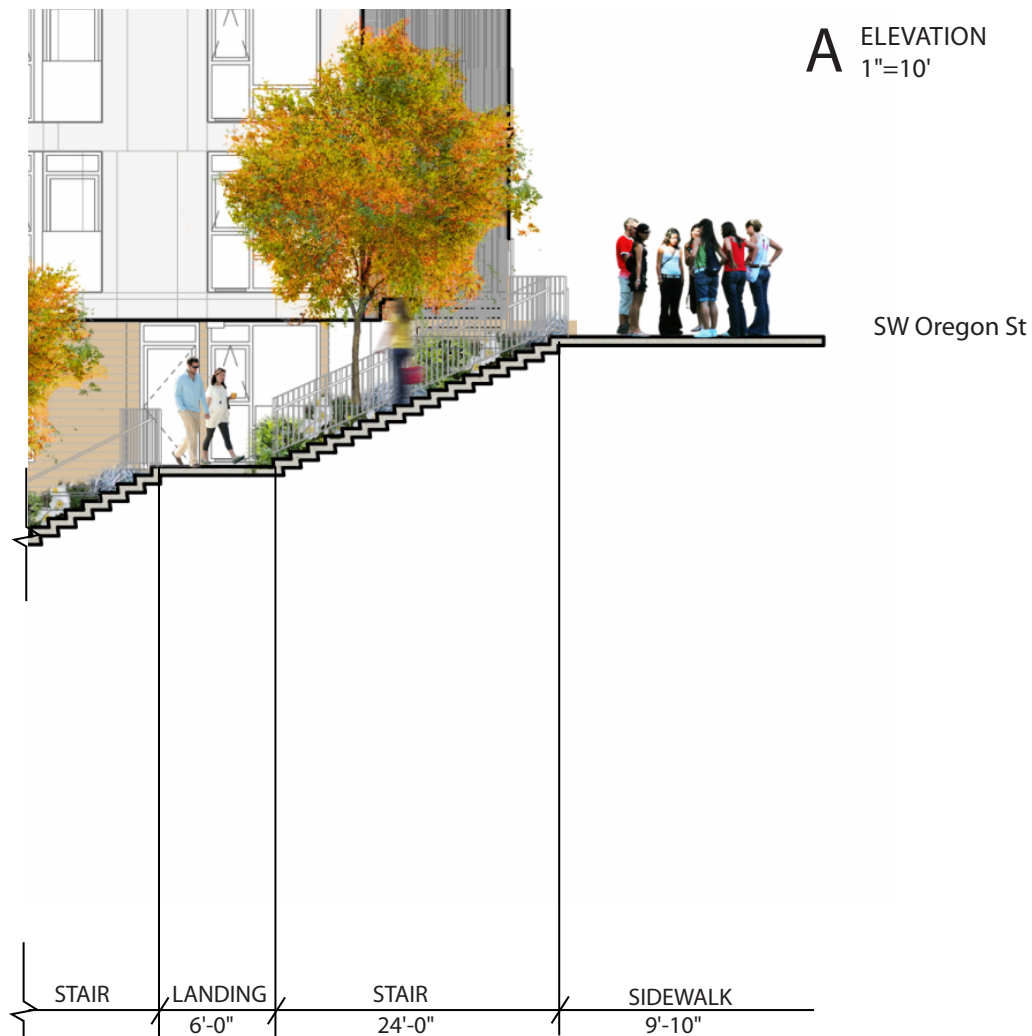 A
ELEVATION
1"=10'
SW Oregon St
STAIR
LANDING
STAIR
SIDEWALK
6'-0"
24'-0"
9'-10"